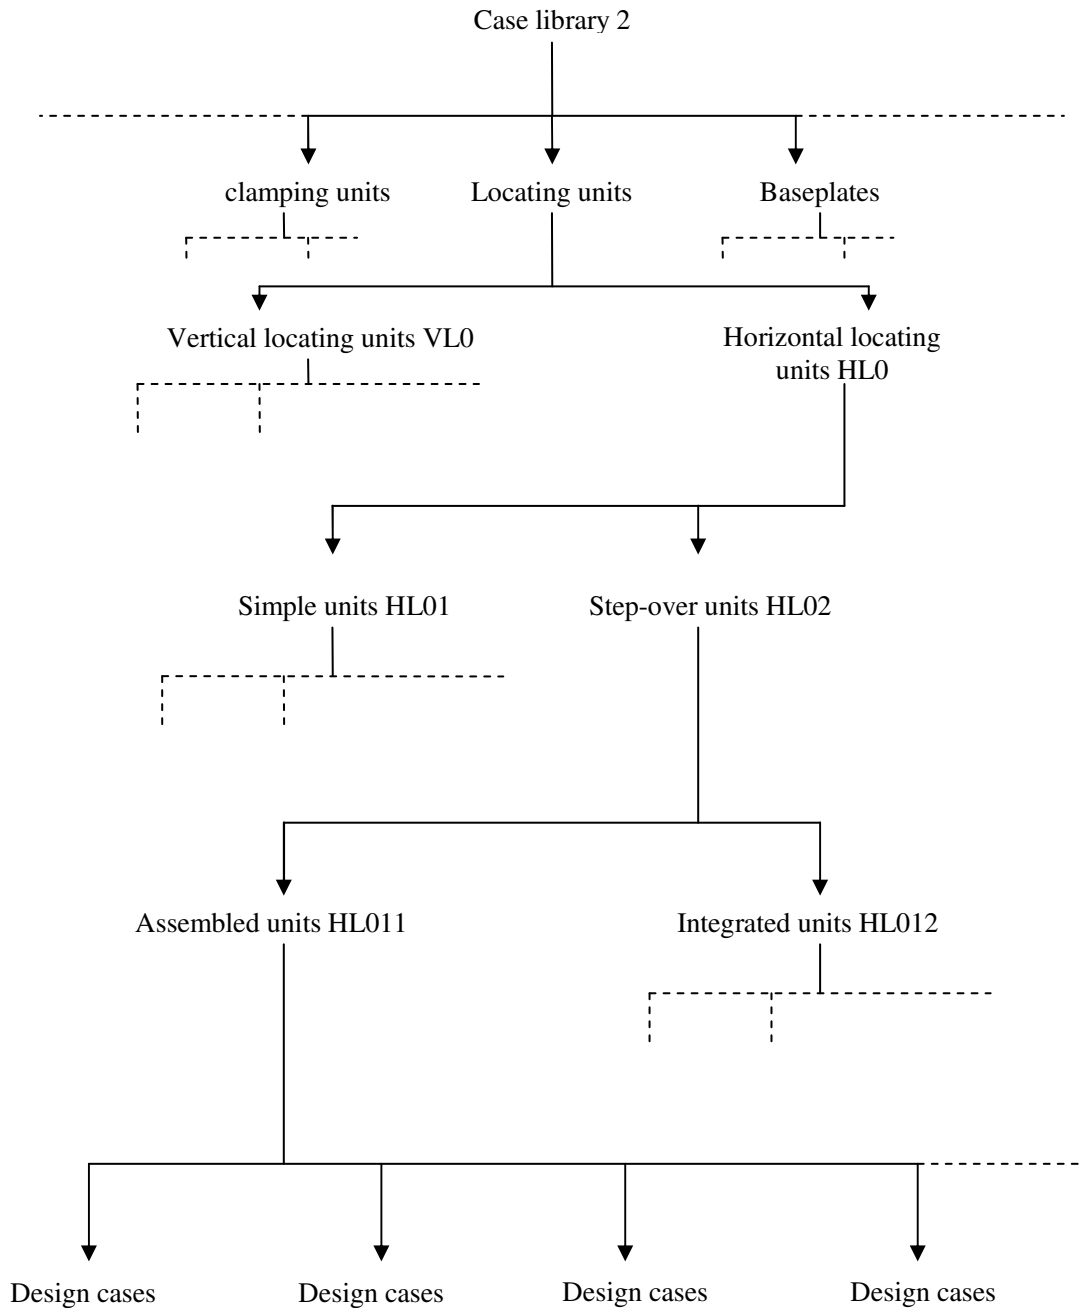 Case library 2
clamping units
Locating units
Baseplates
Vertical locating units VL0
Horizontal locating
units HL0
Simple units HL01
Step-over units HL02
Assembled units HL011
Integrated units HL012
Design cases
Design cases
Design cases
Design cases